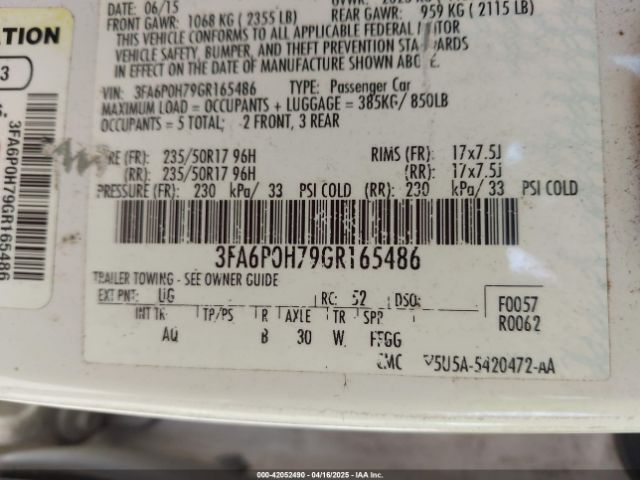 DATE 06/15
FRONT GAWR: 1068 KG ( 2355 LB)
REAR GAWR: 959 KG ( 2115 LB)
THIS VEHICLE CONFORMS TO ALL APPLICABLE FEDERAL MOTOR
VEHICLE SAFETY, BUMPER, AND THEFT PREVENTION STANDARDS
IN EFFECT ON THE DATE OF MANUFACTURE SHOWN ABOVE.
VIN: 3FA6P0H79GR165486 TYPE: Passenger Car
MAXIMUM LOAD = OCCUPANTS + LUGGAGE = 385KG/ 850LB
OCCUPANTS = 5 TOTAL; 2 FRONT, 3 REAR
(FR): 235/50R17 96H RIMS (FR): 17x7.5J
(RR): 235/50R17 96H (RR): 17x7.5j
PRESSURE (FR): 230 kPa/ 33 PSI COLD (RR): 230 kPa/ 33 PSI COLD
3FA6P0H79GR165486
TRAILER TOWING - SEE OWNER GUIDE
EXT PNT: UG RC: 52 DSO:
F0057
R0062
INT TR TP/PS R AXLE TR SPR
AQ B 30 W FFGG
V5U5A-5420472-AA
3FA6P0H79GR165486
000-42052490 - 04/16/2025 - IAAI.COM